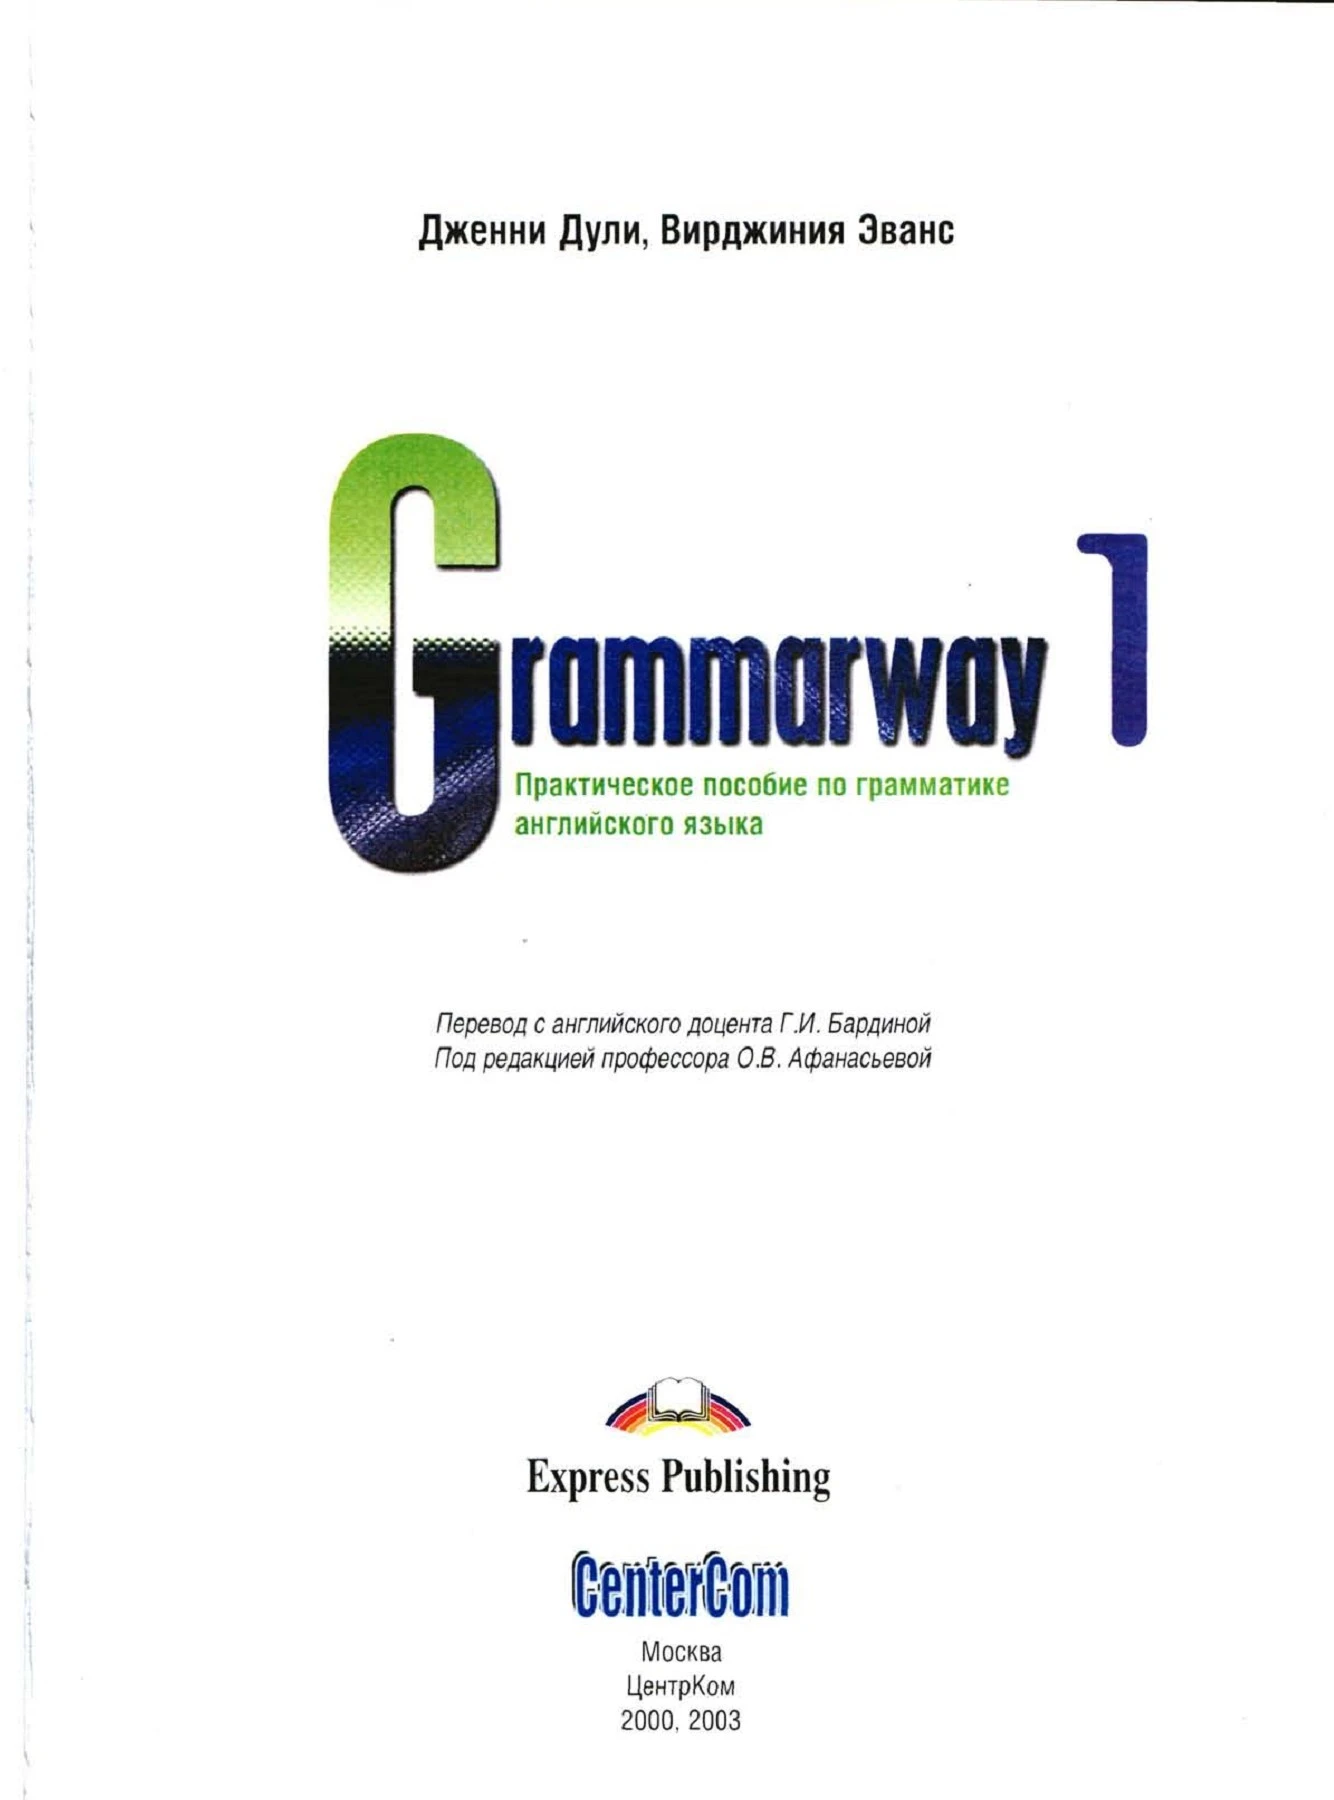 Дженни Дули, Вирджиния Эванс
Grammarway 1
Практическое пособие по грамматике
английского языка
Перевод с английского доцента Г.И. Бардиной
Под редакцией профессора О.В. Афанасьевой
Express Publishing
CenterCom
Москва
ЦентрКом
2000, 2003